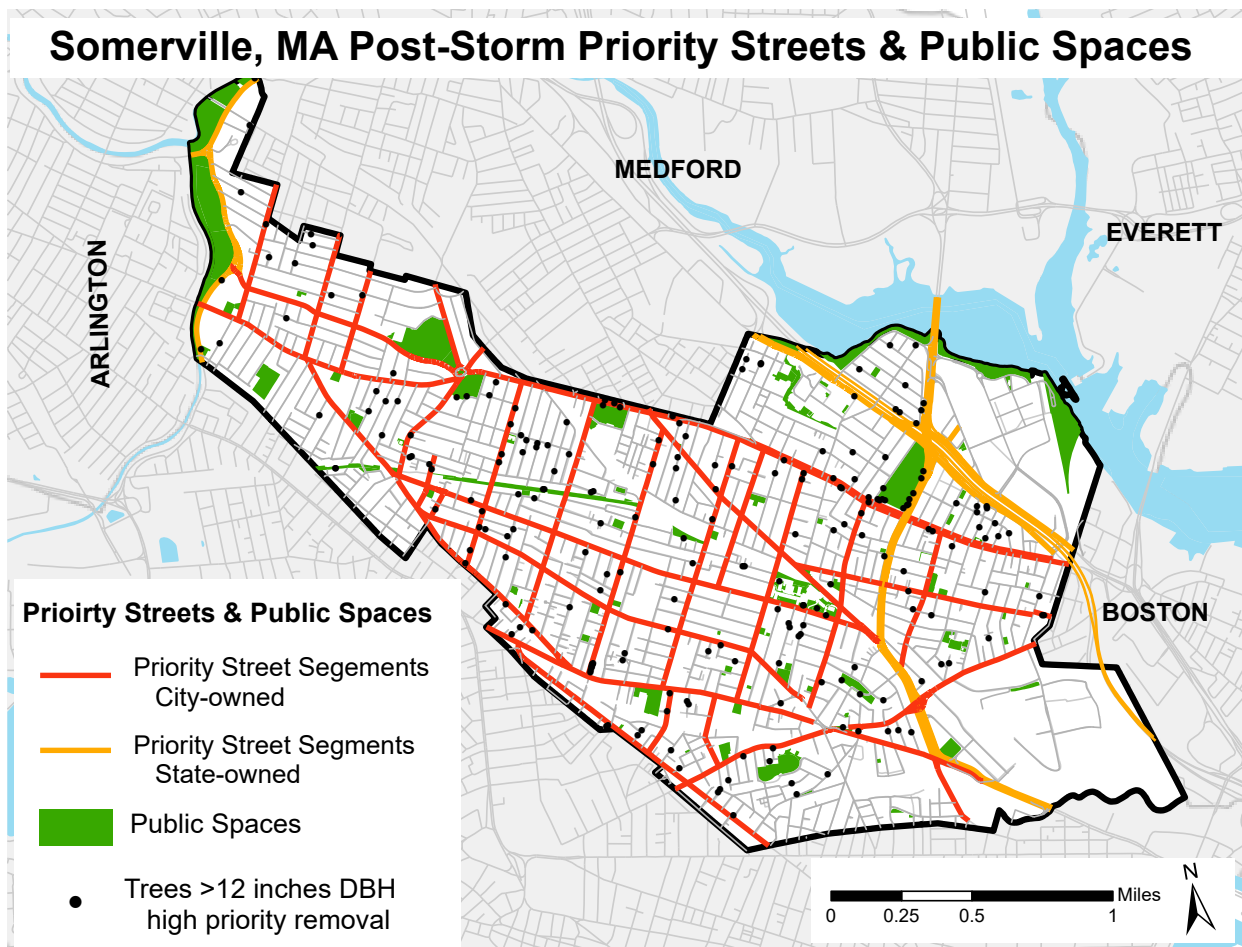 Somerville, MA Post-Storm Priority Streets & Public Spaces
MEDFORD
EVERETT
ARLINGTON
BOSTON
Prioirty Streets & Public Spaces
Priority Street Segements
City-owned
Priority Street Segments
State-owned
Public Spaces
Trees >12 inches DBH
high priority removal
N
Miles
0 0.25 0.5 1